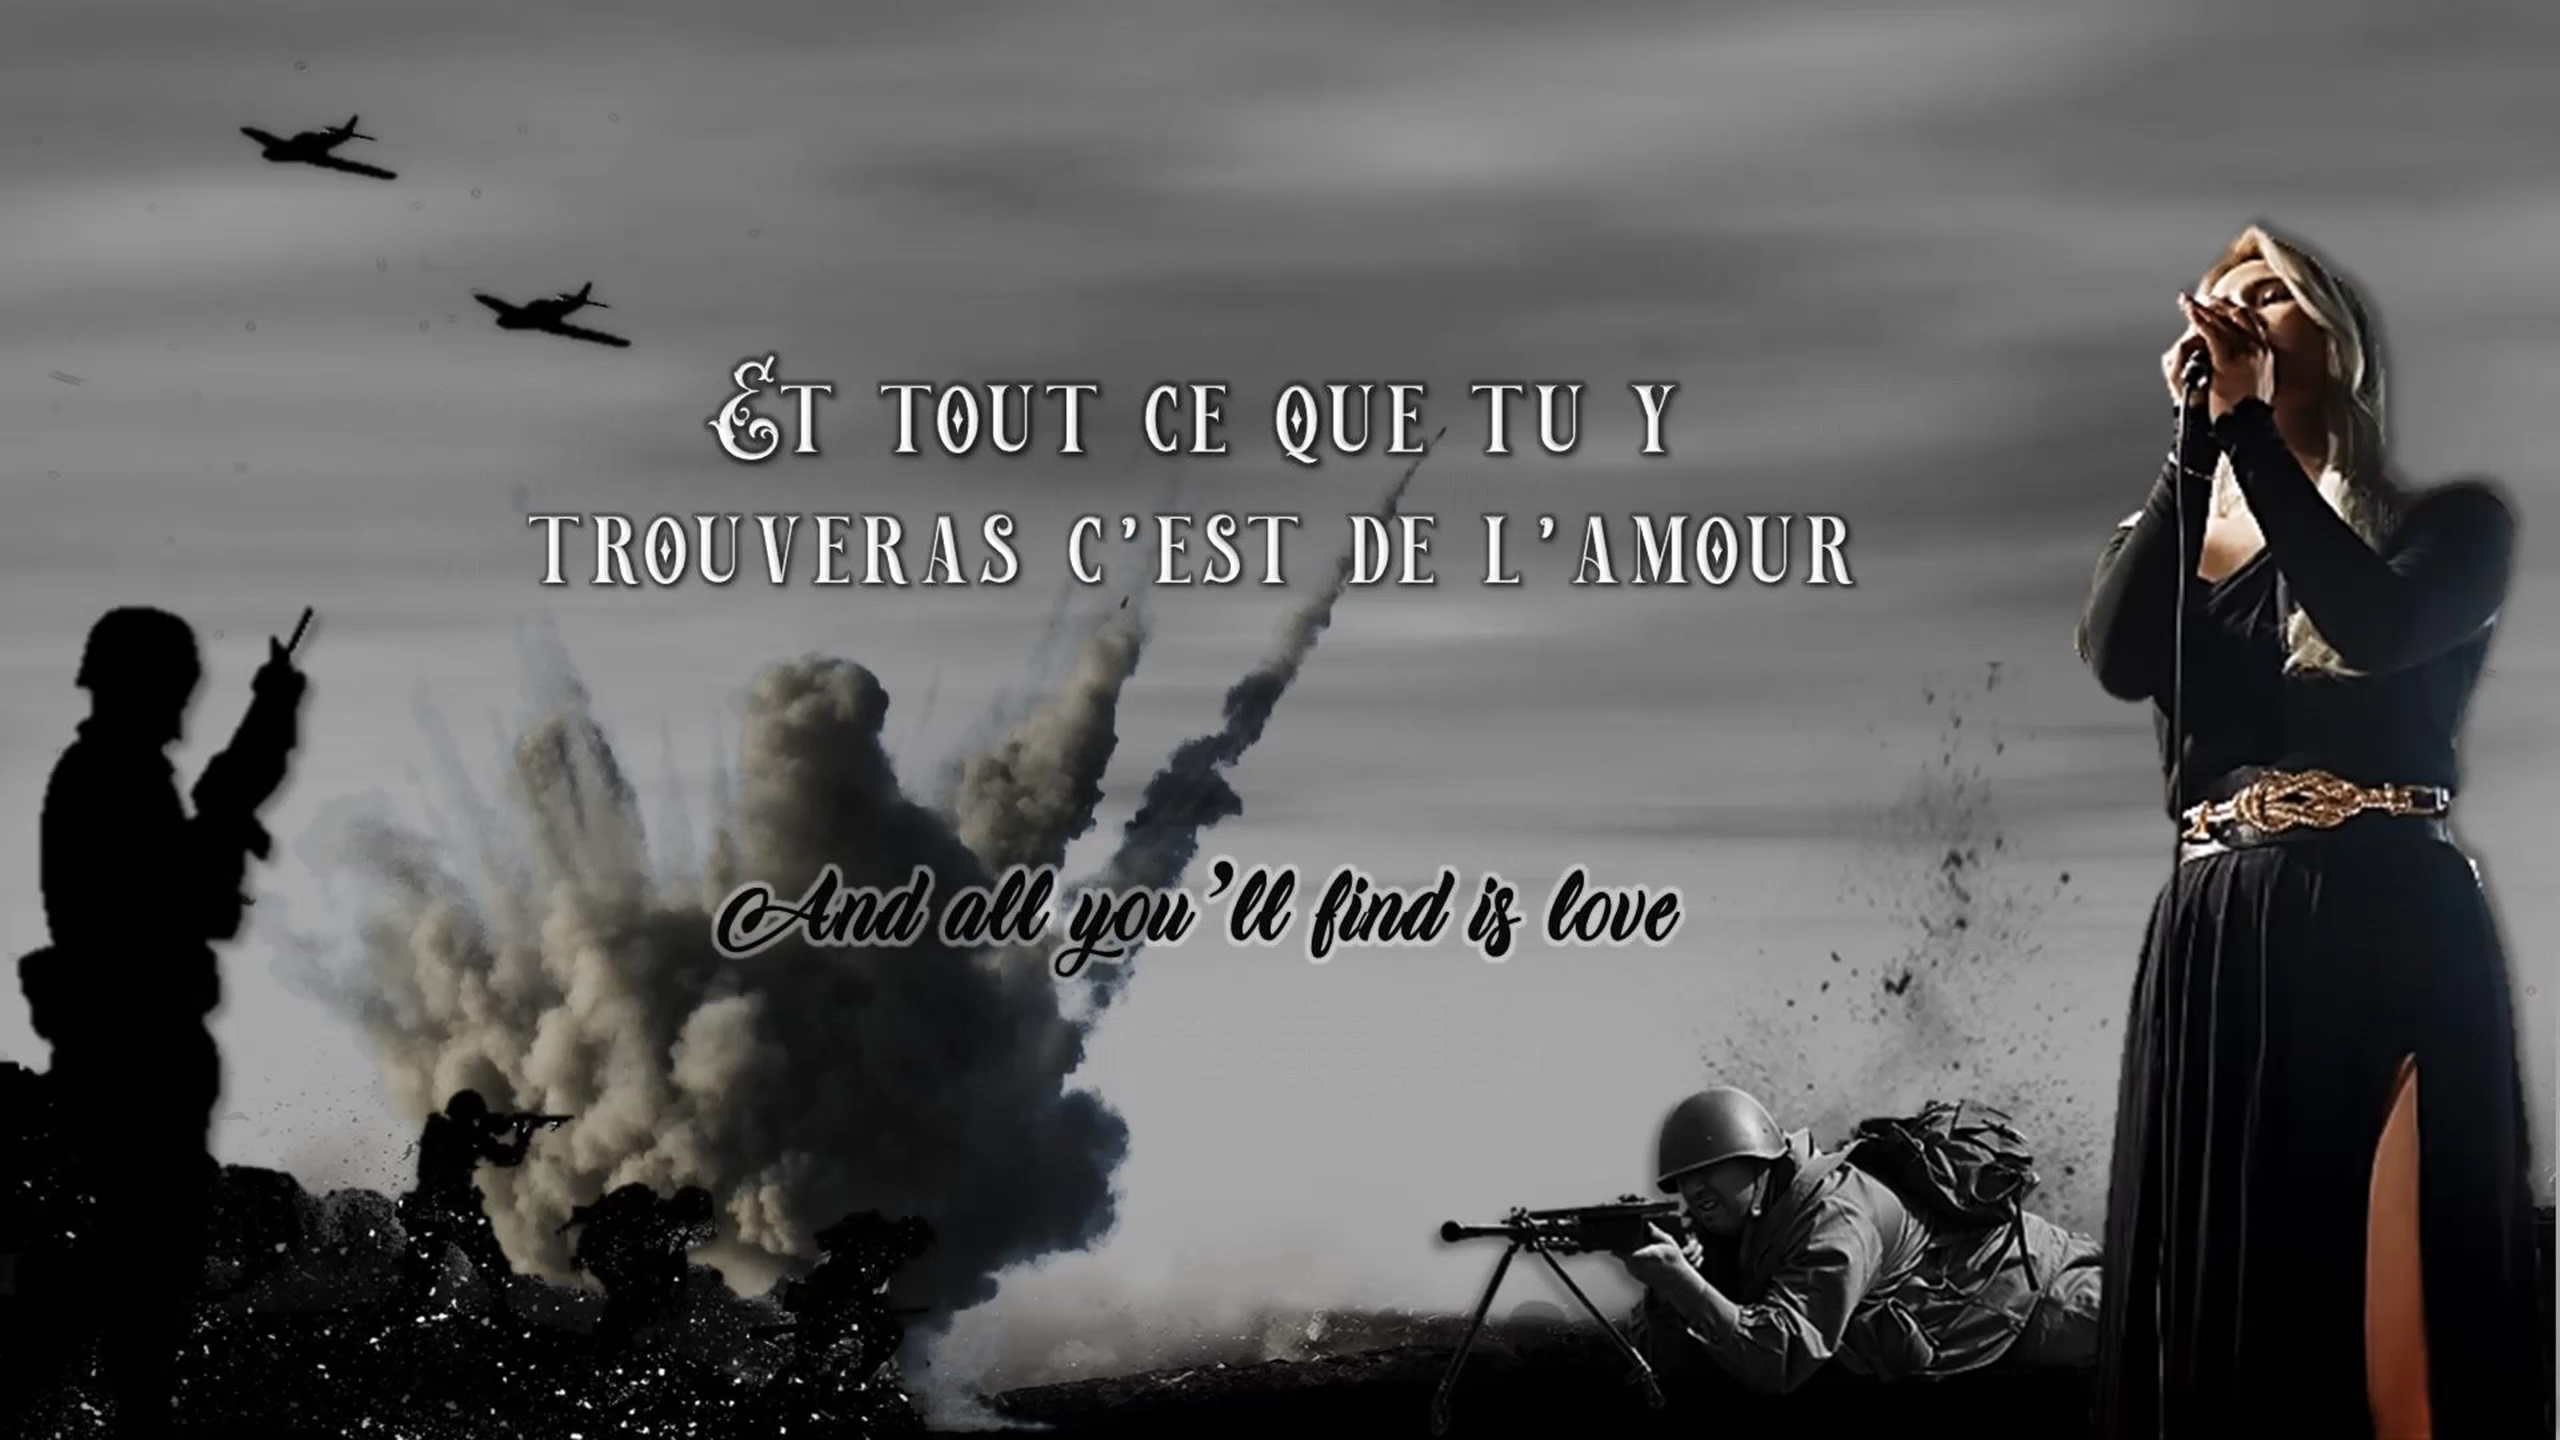 Et tout ce que tu y
trouveras c'est de l'amour
And all you'll find is love